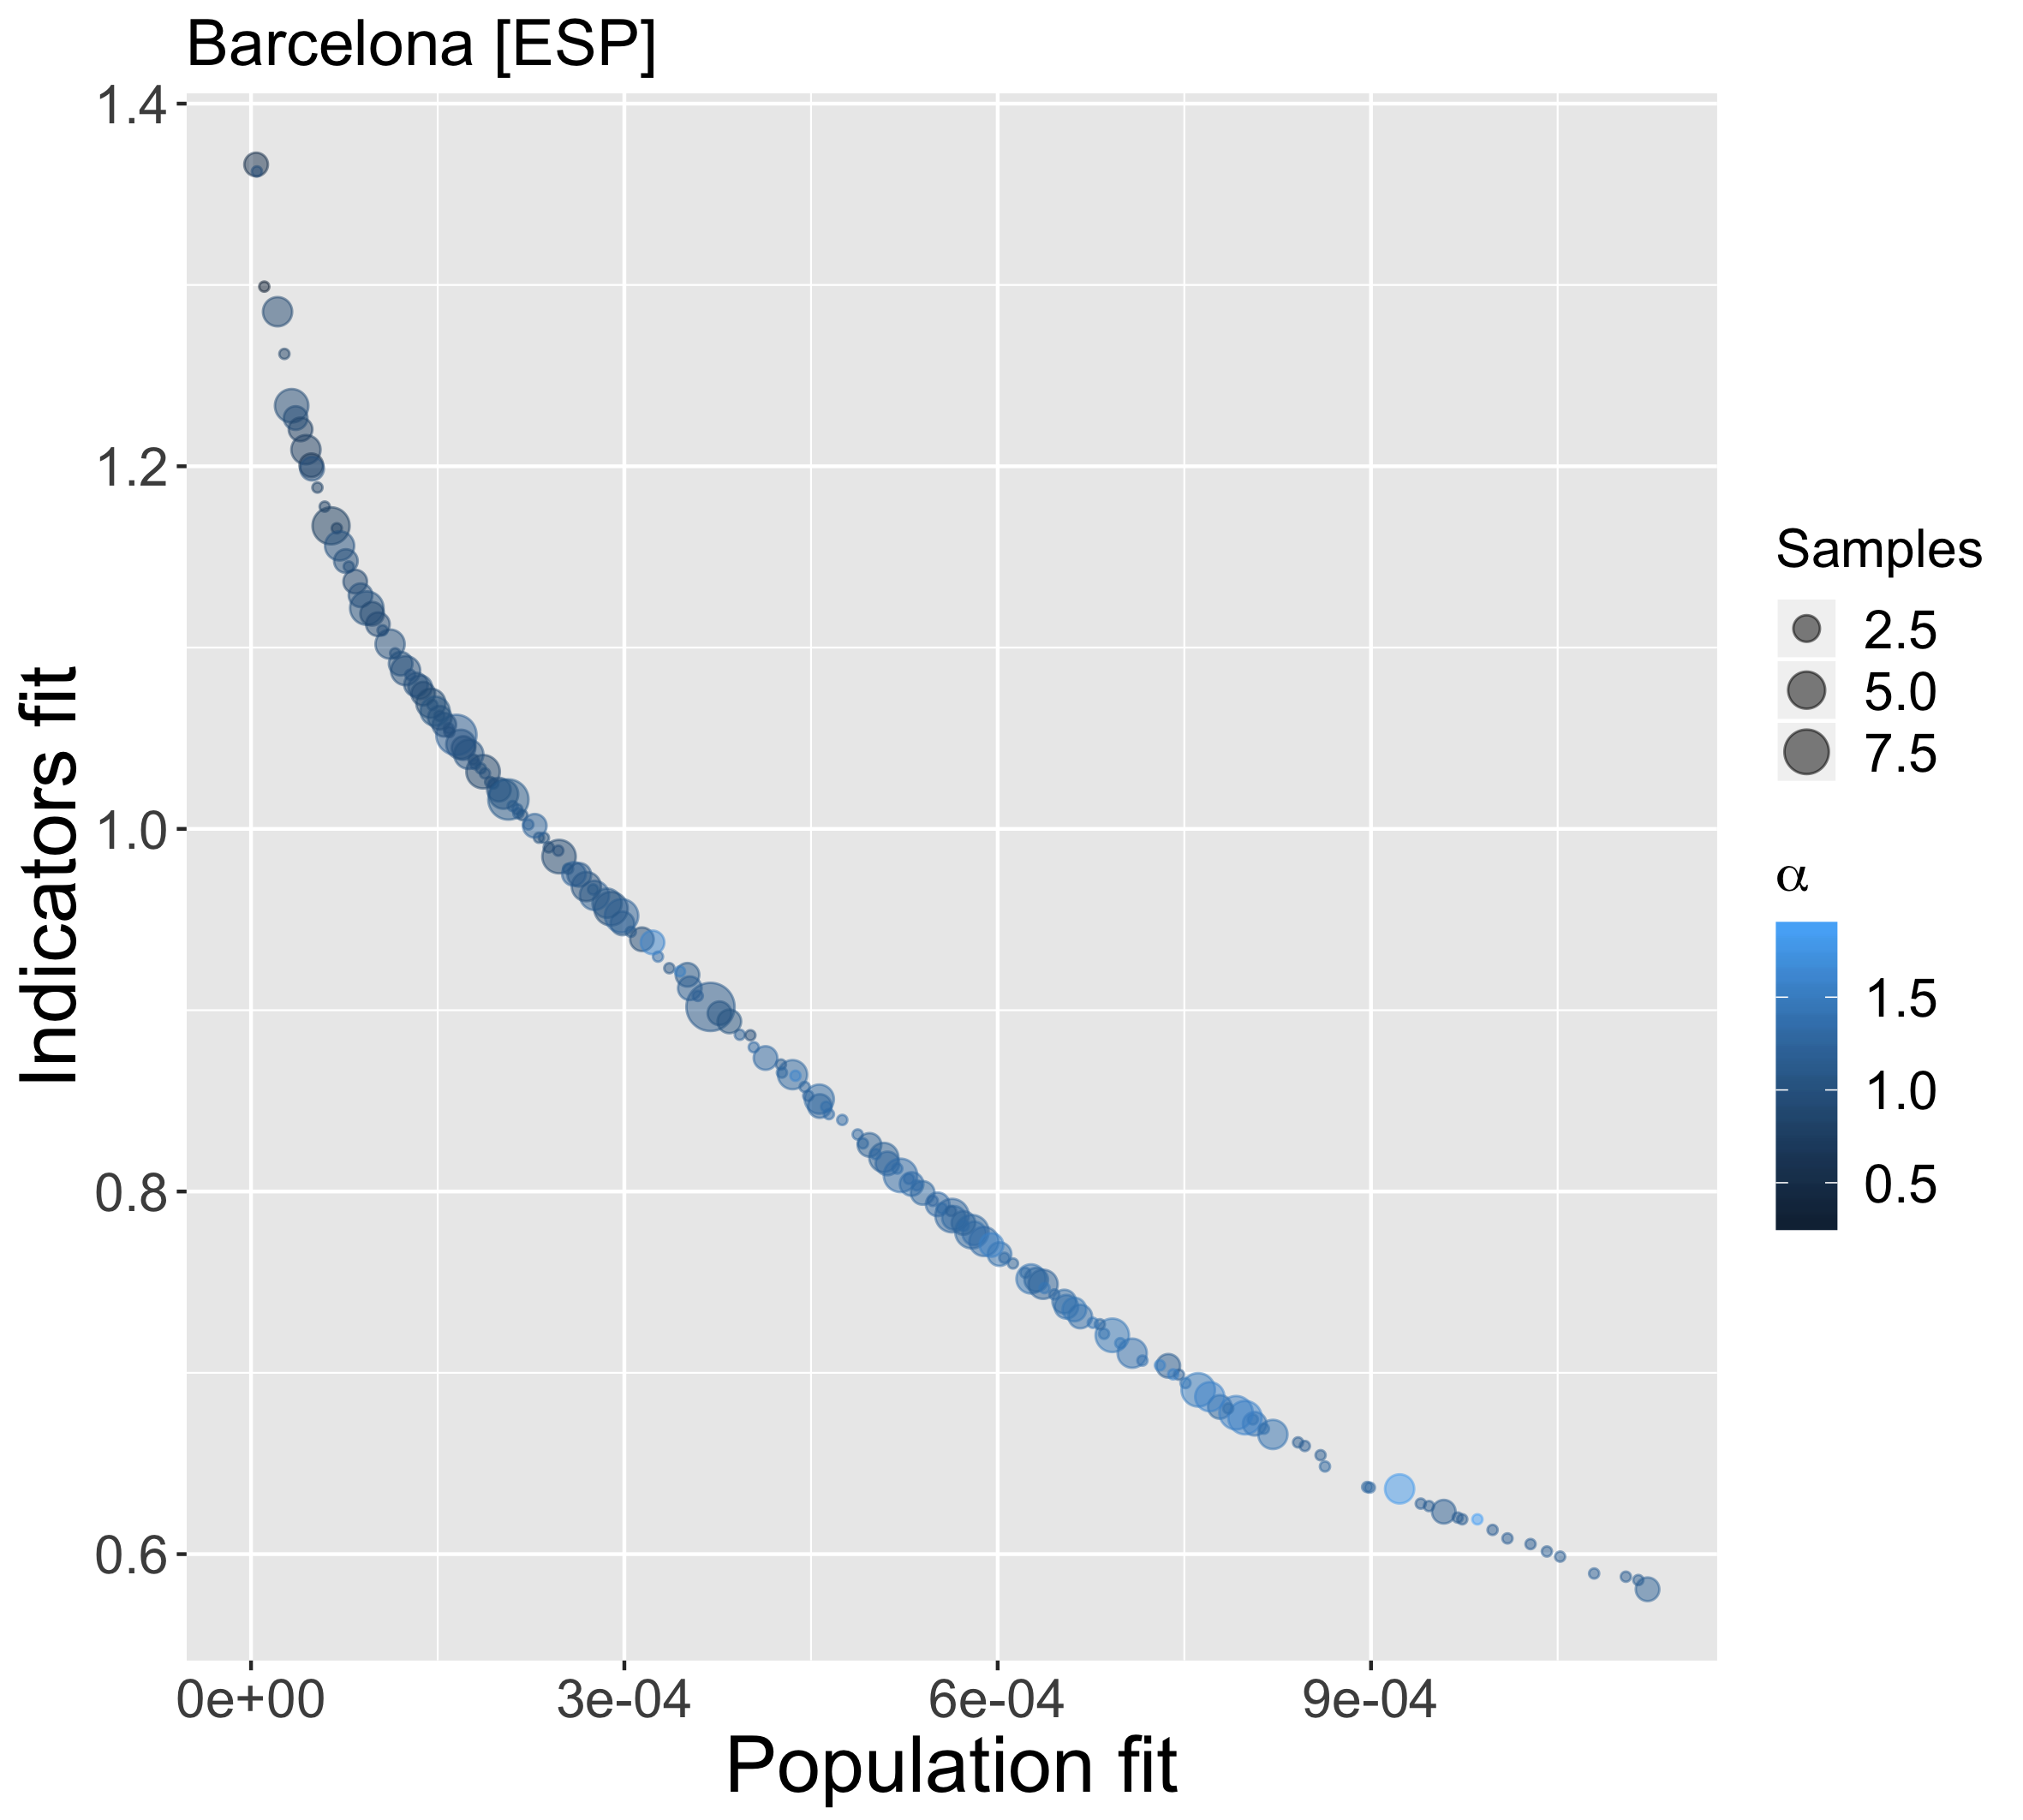 Barcelona [ESP]
1.4
1.2
1.0
0.8
0.6
Indicators fit
0e+00
3e-04
6e-04
9e-04
Population fit
Samples
2.5
5.0
7.5
α
1.5
1.0
0.5